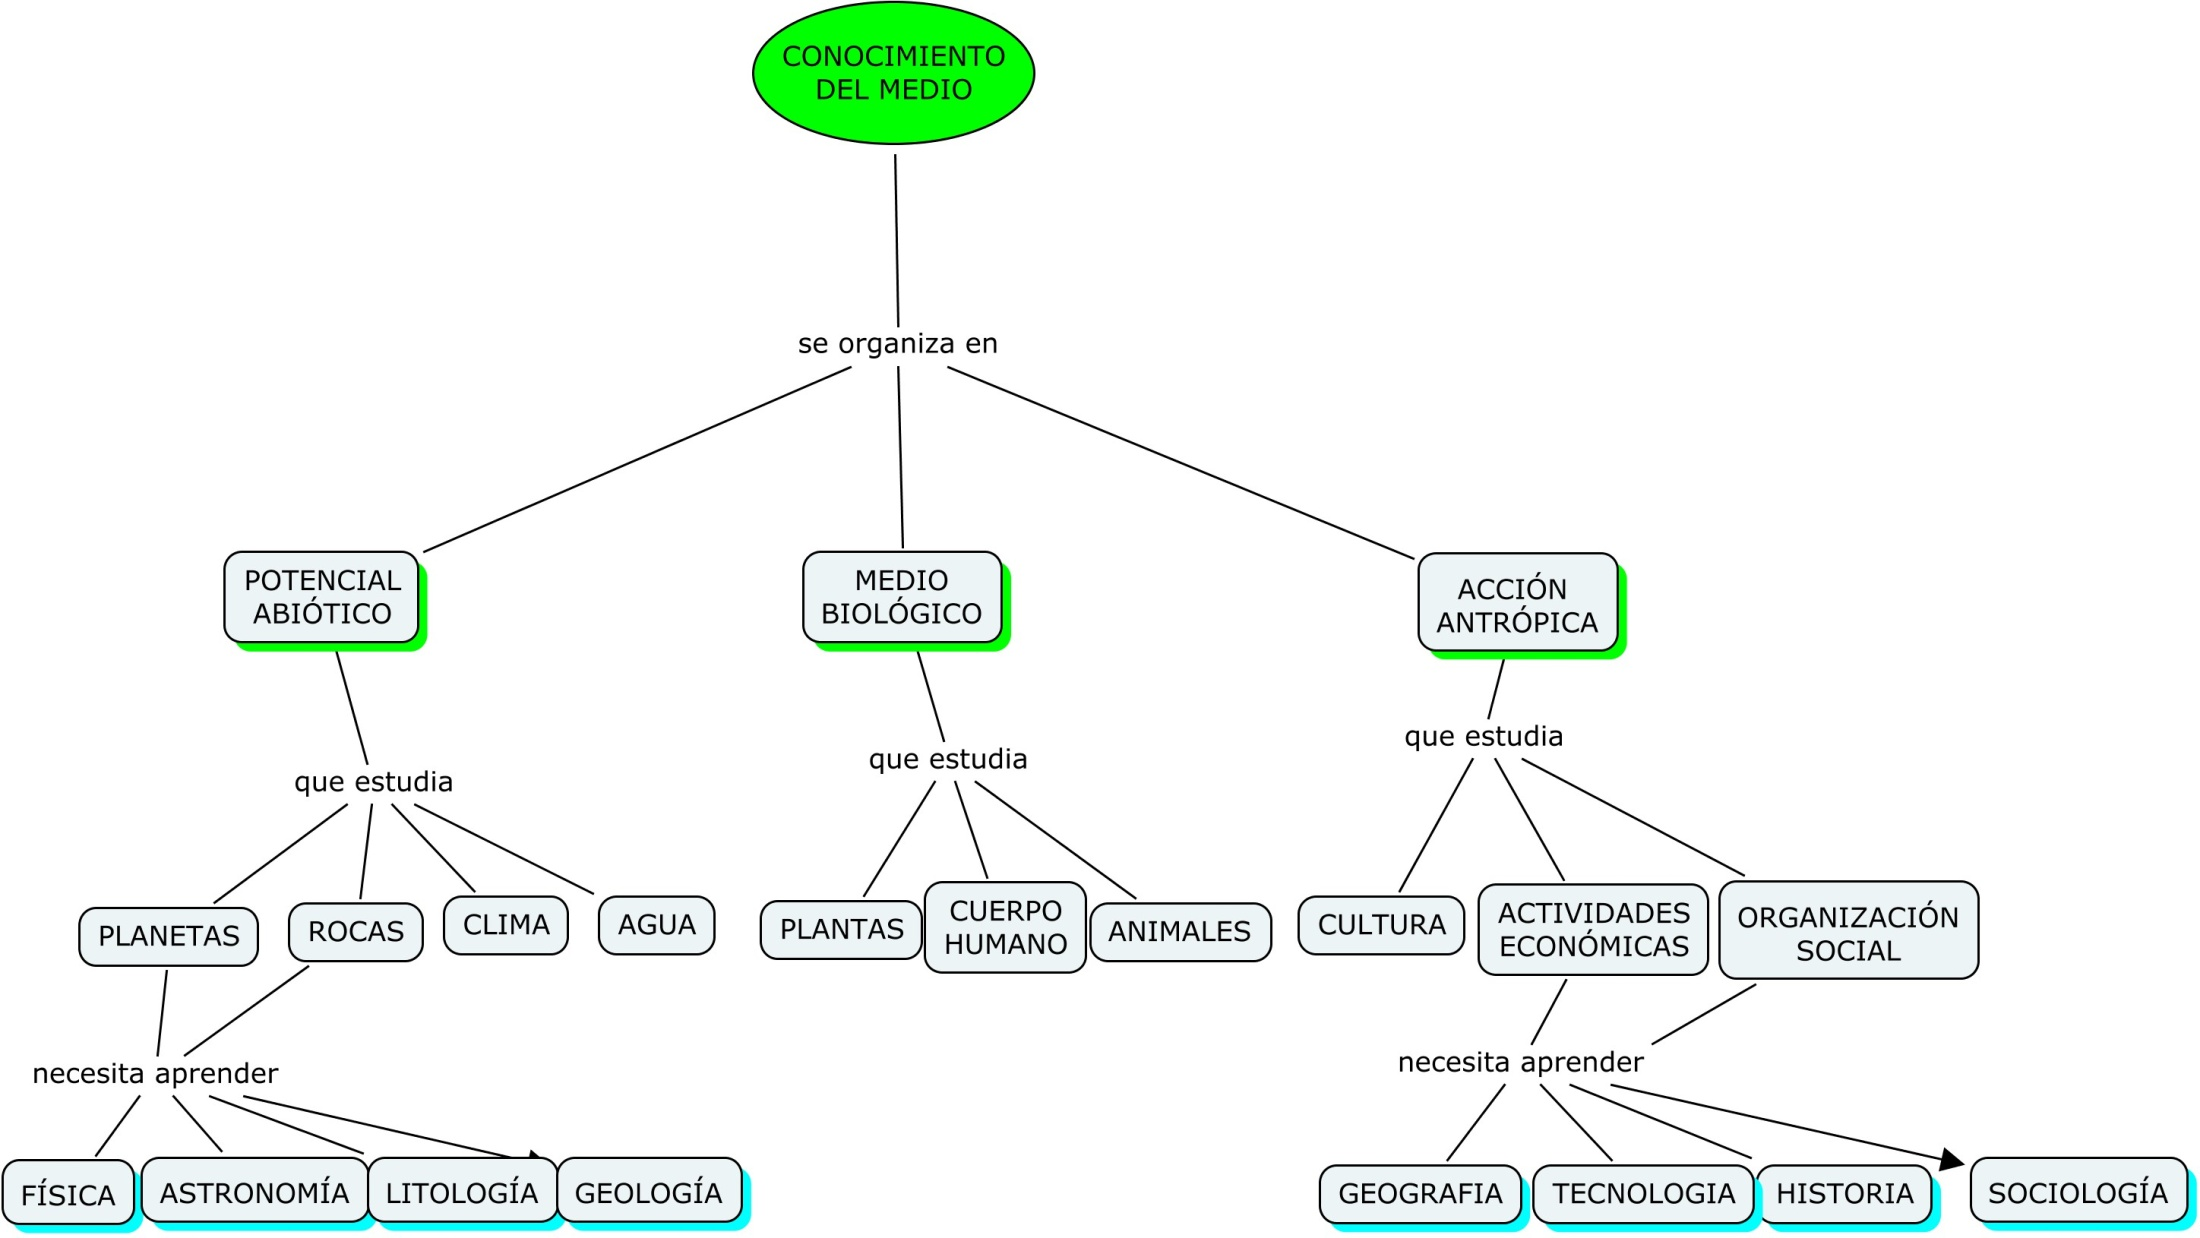 CONOCIMIENTO
DEL MEDIO
se organiza en
POTENCIAL
ABIÓTICO
MEDIO
BIOLÓGICO
ACCIÓN
ANTRÓPICA
que estudia
que estudia
que estudia
PLANETAS
ROCAS
CLIMA
AGUA
PLANTAS
CUERPO
HUMANO
ANIMALES
CULTURA
ACTIVIDADES
ECONÓMICAS
ORGANIZACIÓN
SOCIAL
necesita aprender
necesita aprender
FÍSICA
ASTRONOMÍA
LITOLOGÍA
GEOLOGÍA
GEOGRAFIA
TECNOLOGIA
HISTORIA
SOCIOLOGÍA